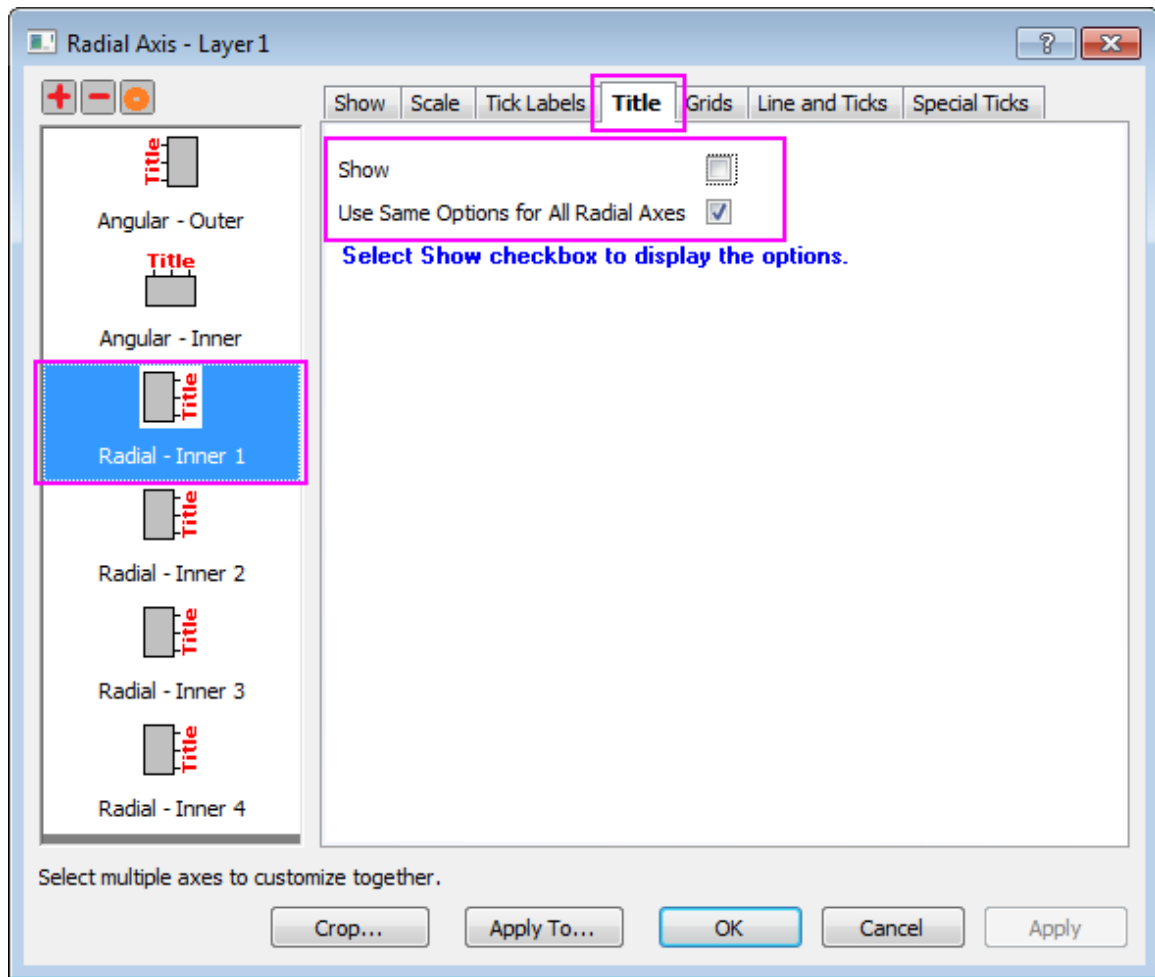 Radial Axis - Layer 1
Show Scale Tick Labels Title Grids Line and Ticks Special Ticks
Title
Angular - Outer
Title
Angular - Inner
Title
Radial - Inner 1
Title
Radial - Inner 2
Title
Radial - Inner 3
Title
Radial - Inner 4
Show
Use Same Options for All Radial Axes
Select Show checkbox to display the options.
Select multiple axes to customize together.
Crop... Apply To... OK Cancel Apply